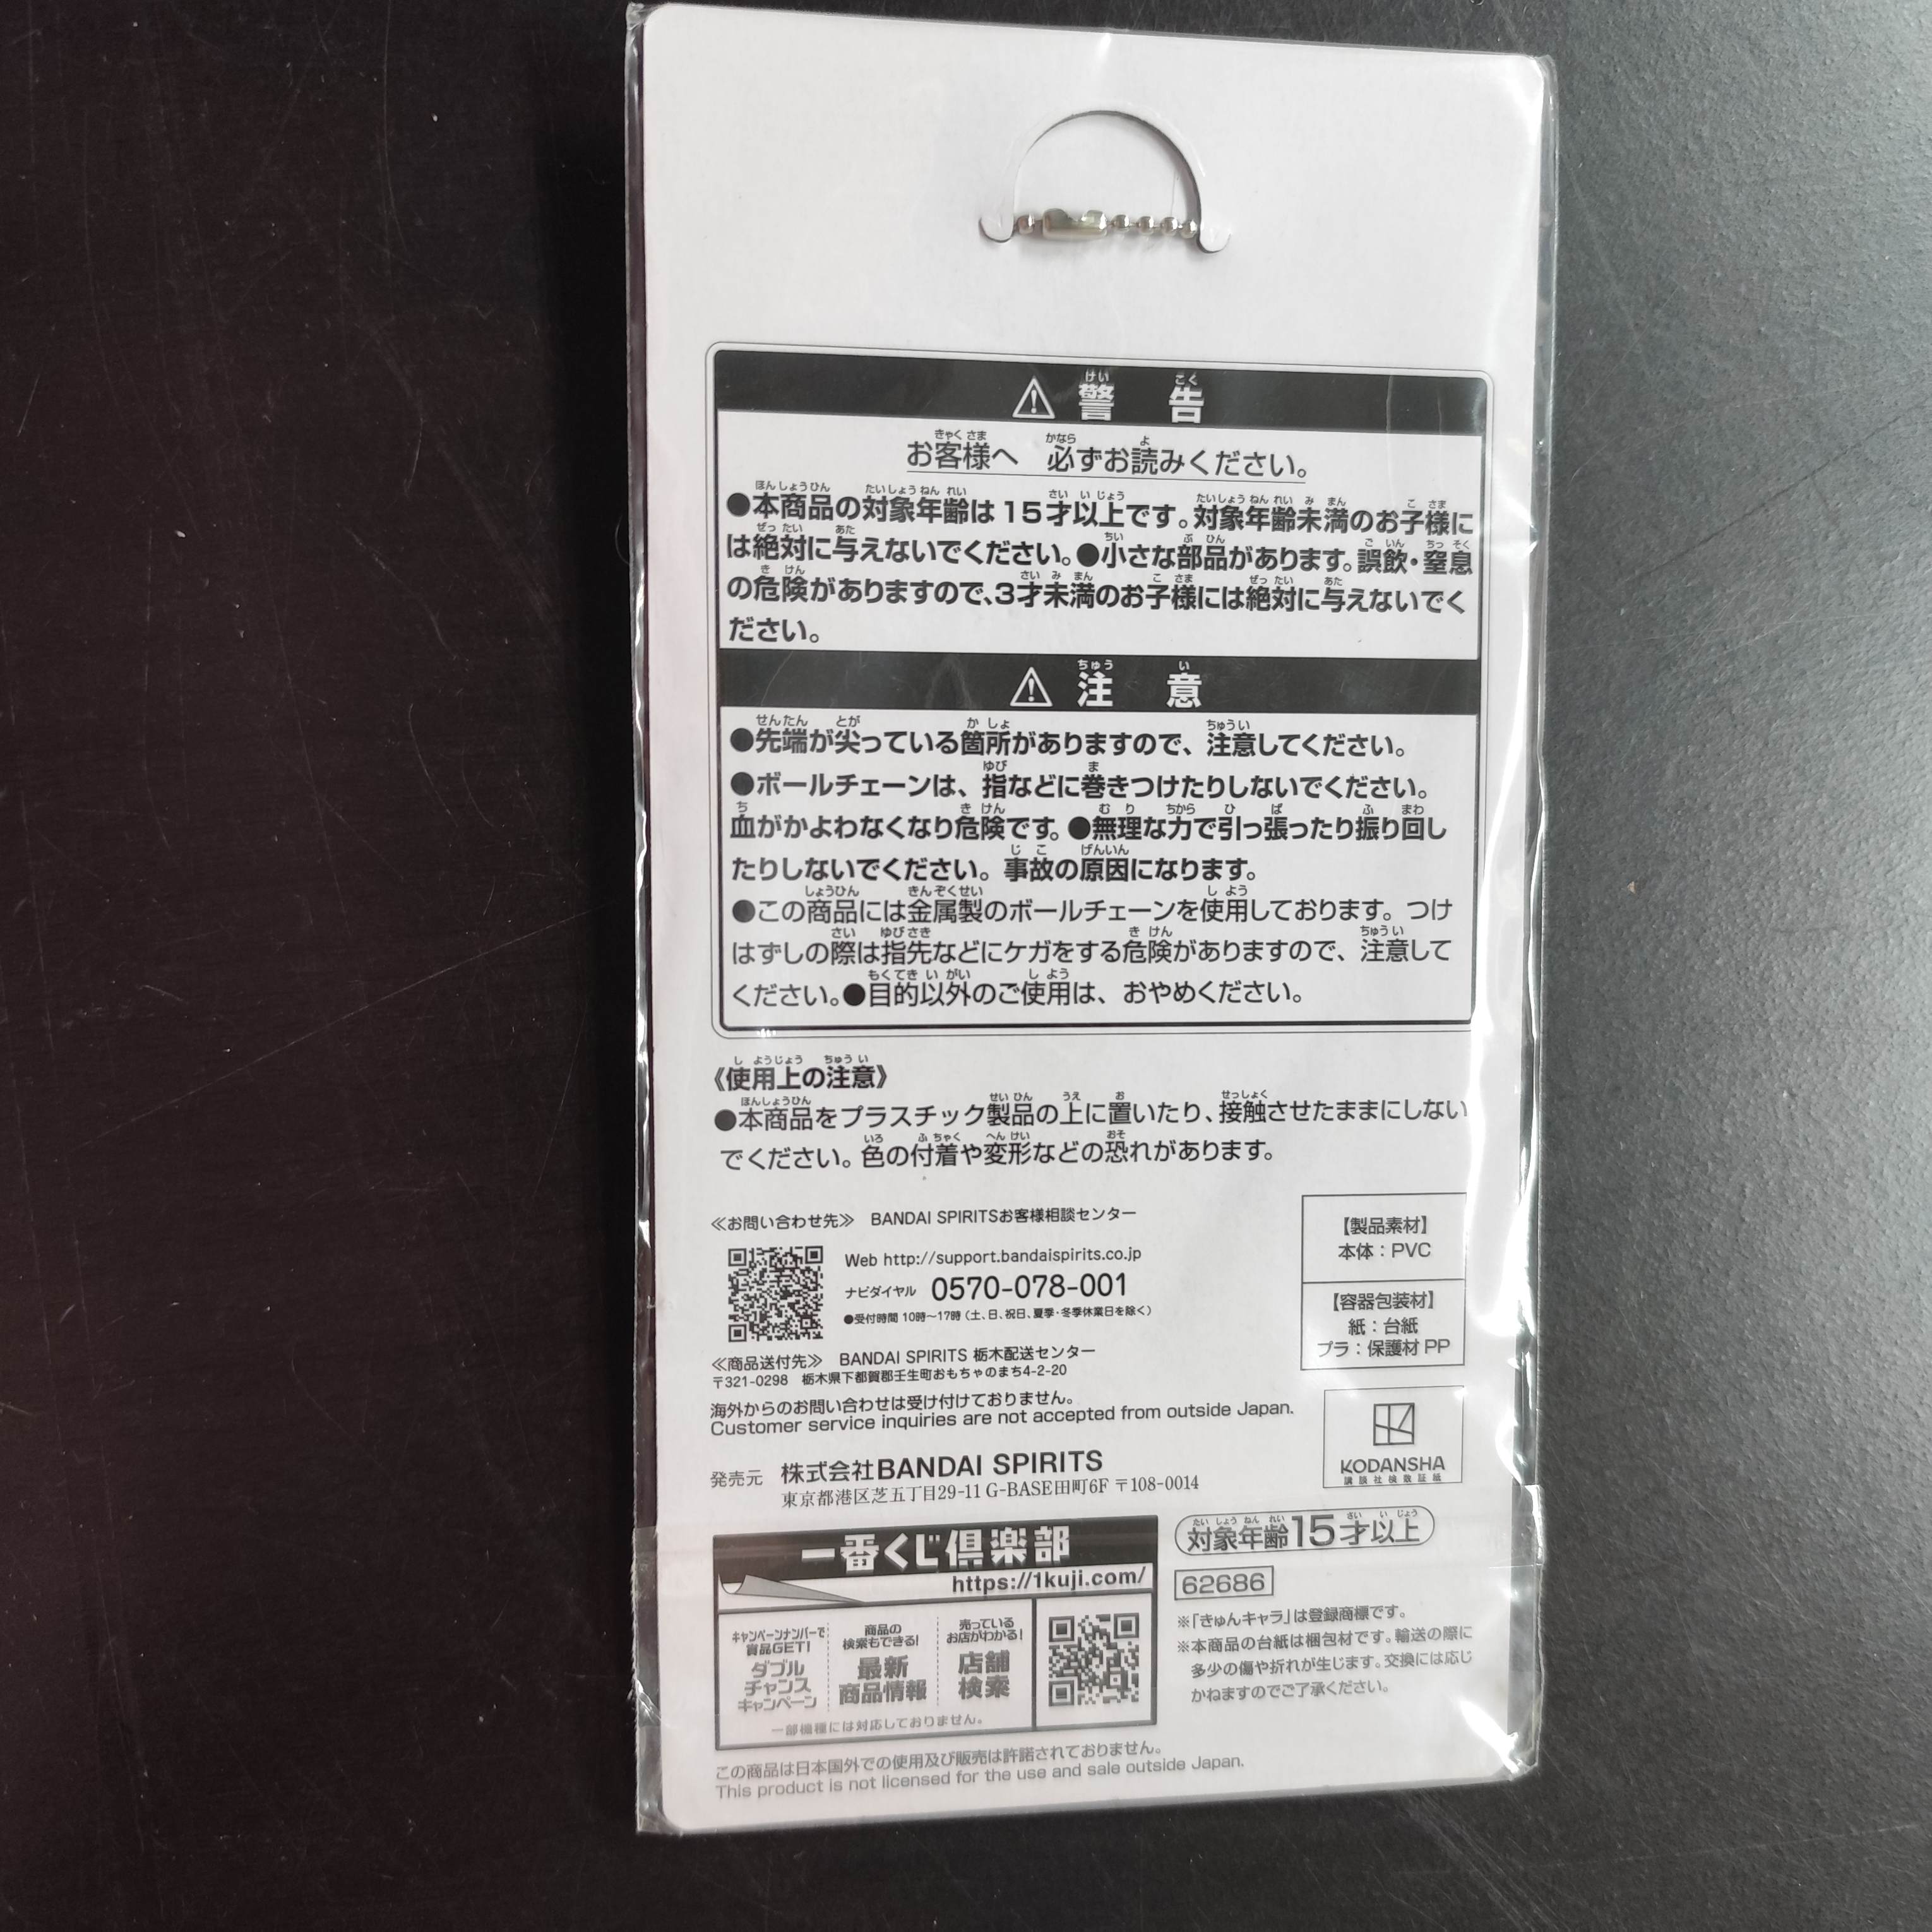 警告
お客様へ 必ずお読みください。
●本商品の対象年齢は15才以上です。対象年齢未満のお子様に
は絶対に与えないでください。●小さな部品があります。誤飲・窒息
の危険がありますので、3才未満のお子様には絶対に与えないでく
ださい。
注意
●先端が尖っている箇所がありますので、注意してください。
●ボールチェーンは、指などに巻きつけたりしないでください。
血がかよわなくなり危険です。●無理な力で引っ張ったり振り回し
たりしないでください。事故の原因になります。
●この商品には金属製のボールチェーンを使用しております。つけ
はずしの際は指先などにケガをする危険がありますので、注意して
ください。●目的以外のご使用は、おやめください。
《使用上の注意》
●本商品をプラスチック製品の上に置いたり、接触させたままにしない
でください。色の付着や変形などの恐れがあります。
≪お問い合わせ先≫ BANDAI SPIRITSお客様相談センター
Web http://support.bandaispirits.co.jp
ナビダイヤル 0570-078-001
●受付時間 10時〜17時(土、日、祝日、夏季・冬季休業日を除く)
≪商品送付先≫ BANDAI SPIRITS 栃木配送センター
〒321-0298 栃木県下都賀郡壬生町おもちゃのまち4-2-20
海外からのお問い合わせは受け付けておりません。
Customer service inquiries are not accepted from outside Japan.
【製品素材】
本体：PVC
【容器包装材】
紙：台紙
プラ：保護材 PP
KODANSHA
講談社検数証紙
発売元 株式会社BANDAI SPIRITS
東京都港区芝五丁目29-11 G-BASE田町6F 〒108-0014
一番くじ倶楽部
https://1kuji.com/
キャンペーンナンバーで
賞品GET!
ダブル
チャンス
キャンペーン
商品の
検索もできる!
最新
商品情報
売っている
お店がわかる!
店舗
検索
一部機種には対応しておりません。
対象年齢15才以上
62686
※「きゅんキャラ」は登録商標です。
※本商品の台紙は梱包材です。輸送の際に
多少の傷や折れが生じます。交換には応じ
かねますのでご了承ください。
この商品は日本国外での使用及び販売は許諾されておりません。
This product is not licensed for the use and sale outside Japan.